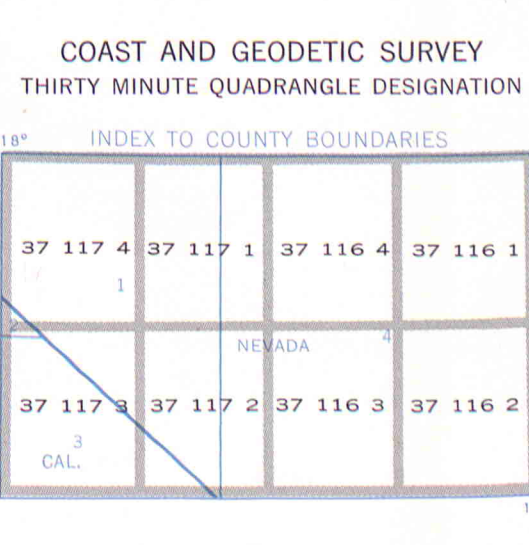 COAST AND GEODETIC SURVEY
THIRTY MINUTE QUADRANGLE DESIGNATION
18° INDEX TO COUNTY BOUNDARIES
37 117 4 37 117 1 37 116 4 37 116 1
1
2
NEVADA 4
37 117 3 37 117 2 37 116 3 37 116 2
3
CAL.
1